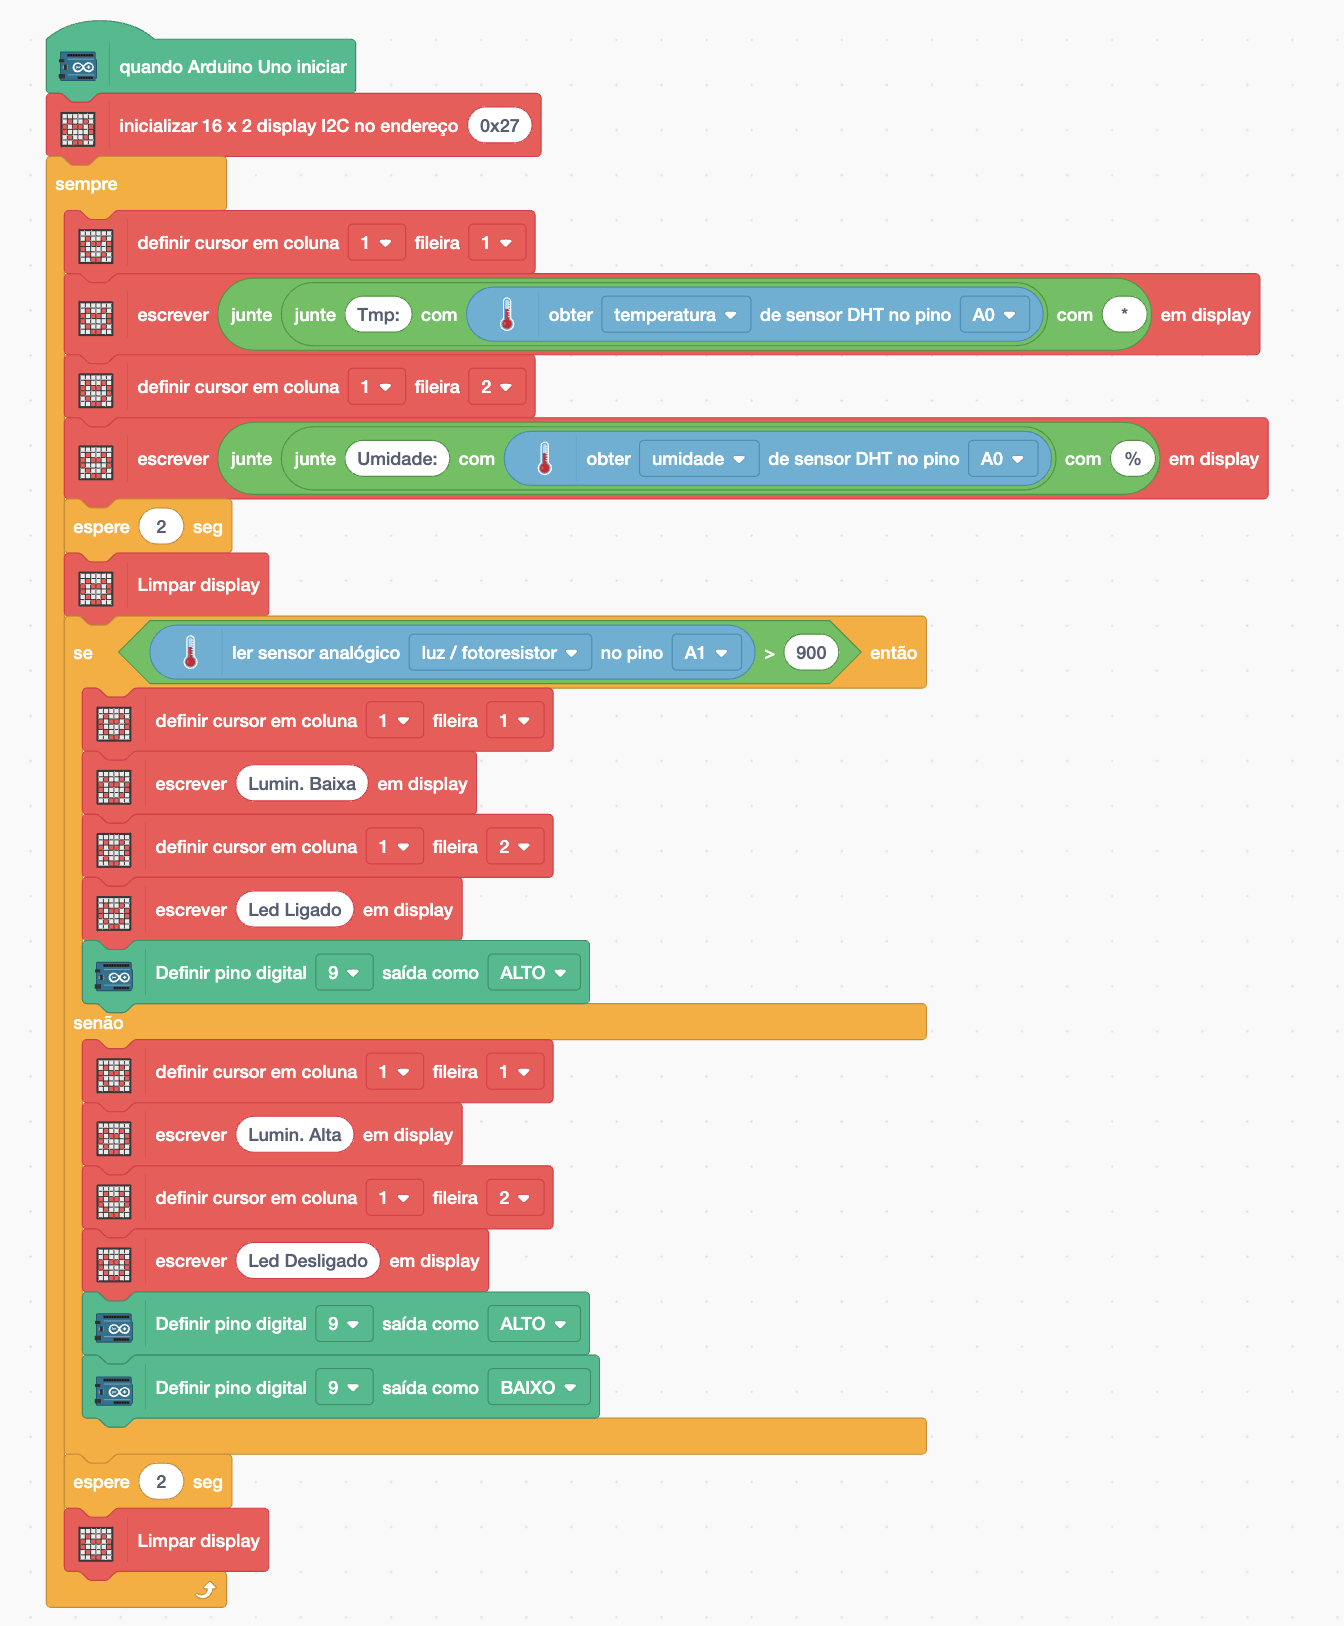 quando Arduino Uno iniciar
inicializar 16 x 2 display I2C no endereço 0x27
sempre
definir cursor em coluna 1 fileira 1
escrever junte junte Tmp: com obter temperatura de sensor DHT no pino A0 com * em display
definir cursor em coluna 1 fileira 2
escrever junte junte Umidade: com obter umidade de sensor DHT no pino A0 com % em display
espere 2 seg
Limpar display
se ler sensor analógico luz / fotoresistor no pino A1 > 900 então
definir cursor em coluna 1 fileira 1
escrever Lumin. Baixa em display
definir cursor em coluna 1 fileira 2
escrever Led Ligado em display
Definir pino digital 9 saída como ALTO
senão
definir cursor em coluna 1 fileira 1
escrever Lumin. Alta em display
definir cursor em coluna 1 fileira 2
escrever Led Desligado em display
Definir pino digital 9 saída como ALTO
Definir pino digital 9 saída como BAIXO
espere 2 seg
Limpar display